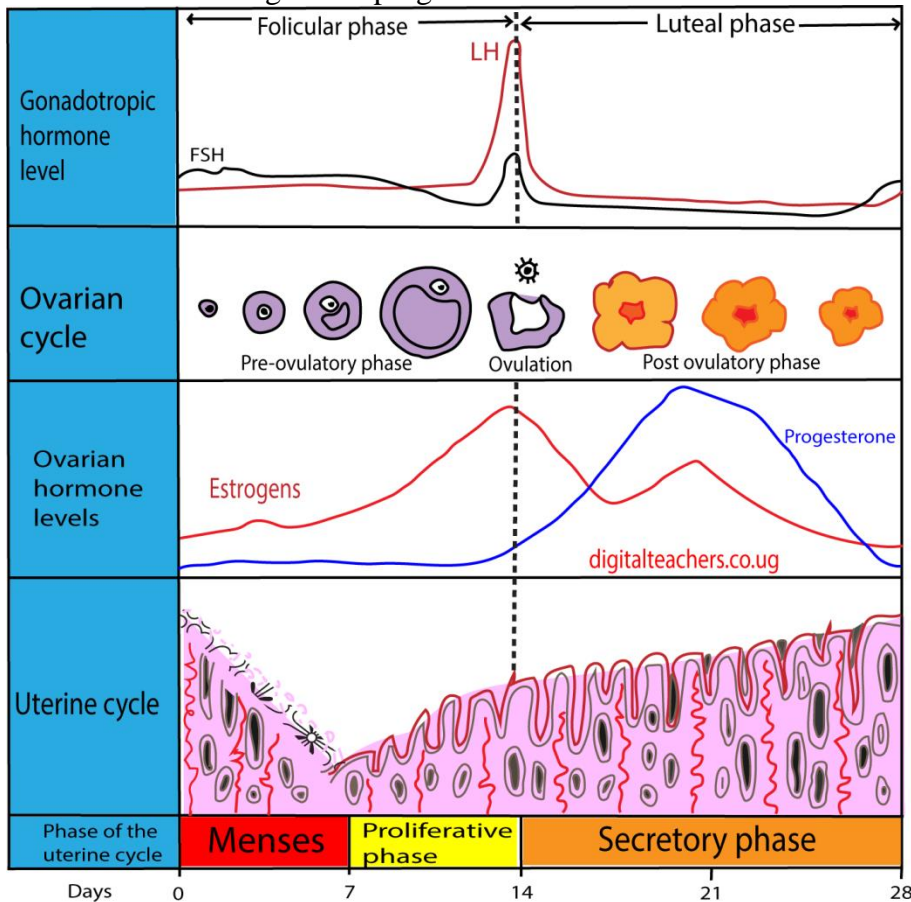 Folicular phase
Luteal phase
Gonadotropic
hormone
level
LH
FSH
Ovarian
cycle
Pre-ovulatory phase
Ovulation
Post ovulatory phase
Ovarian
hormone
levels
Estrogens
Progesterone
digitalteachers.co.ug
Uterine cycle
Phase of the
uterine cycle
Menses
Proliferative
phase
Secretory phase
Days
0
7
14
21
28